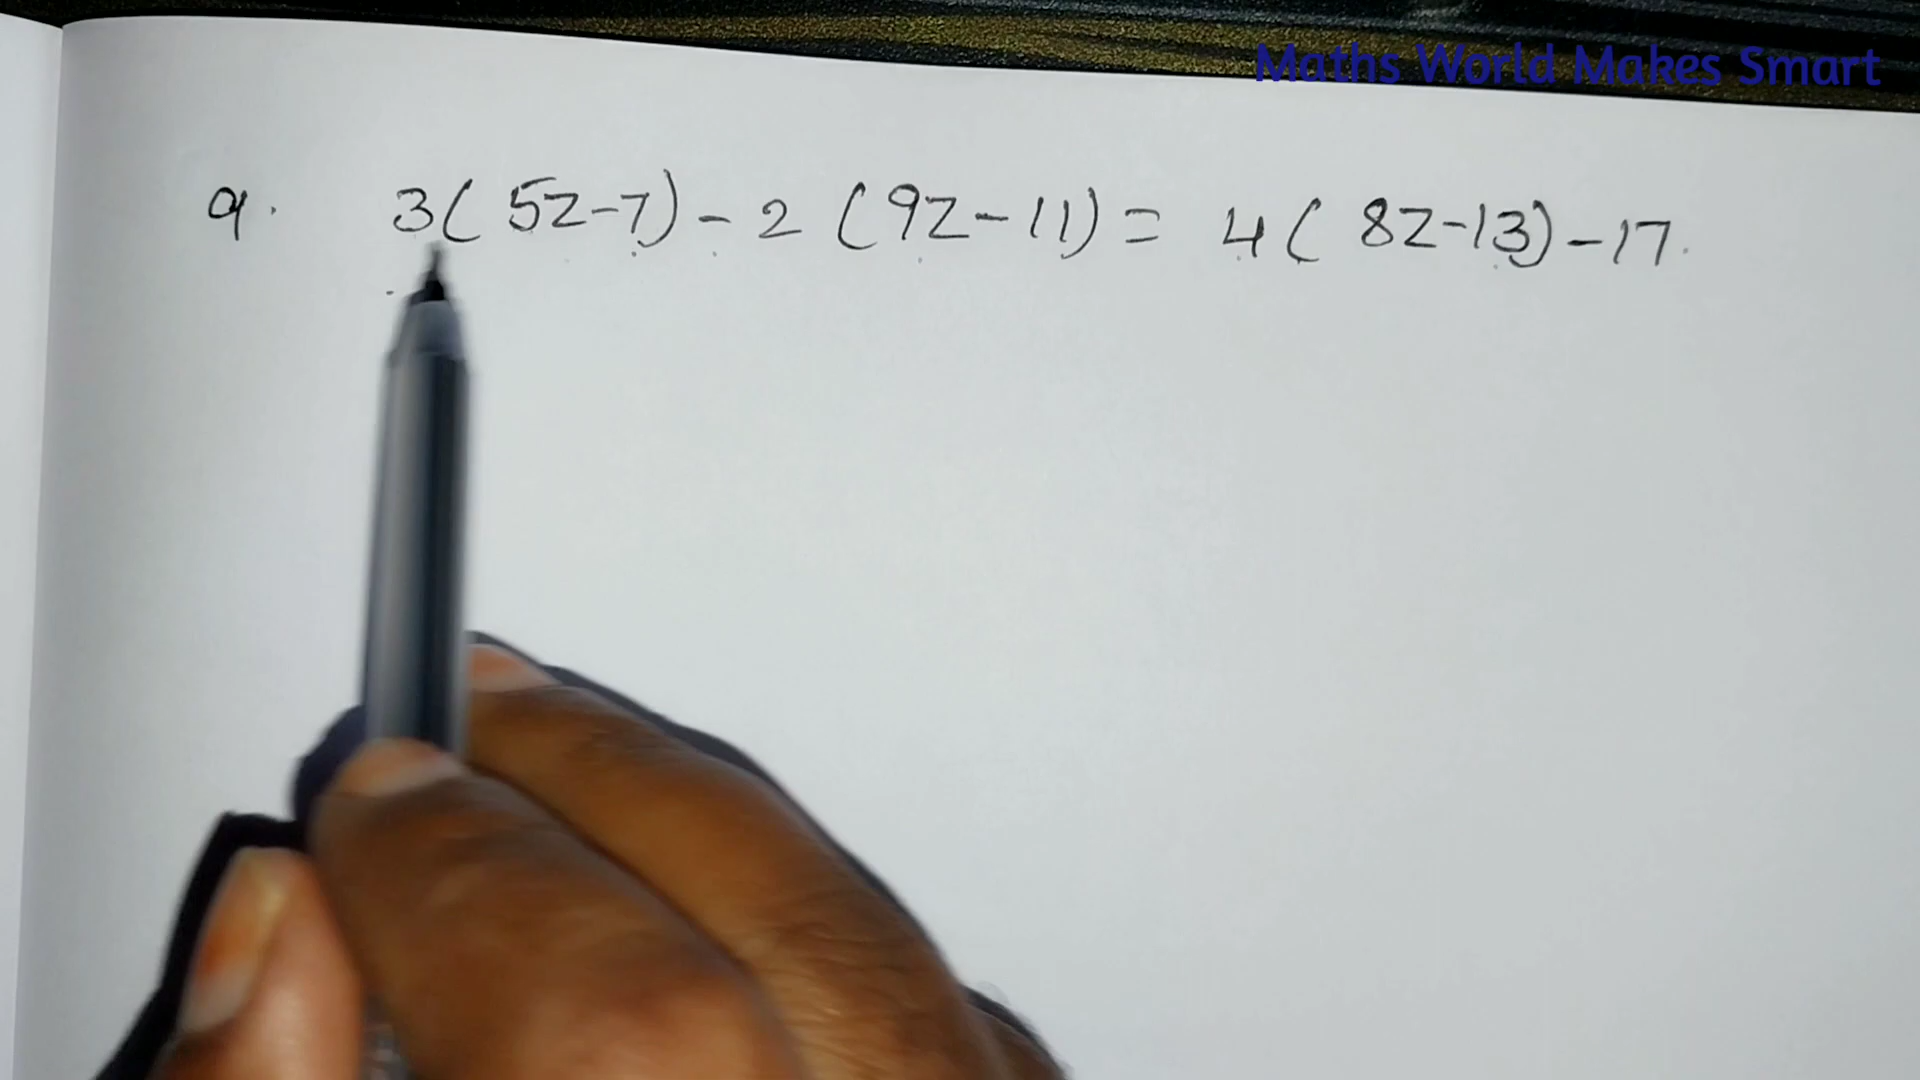 Maths World Makes Smart
9. 3(5z-7)-2(9z-11)= 4(8z-13)-17.